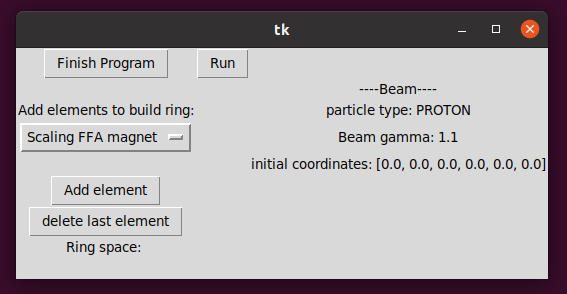 tk
Finish Program
Run
----Beam----
Add elements to build ring:
particle type: PROTON
Scaling FFA magnet
Beam gamma: 1.1
initial coordinates: [0.0, 0.0, 0.0, 0.0, 0.0, 0.0]
Add element
delete last element
Ring space: